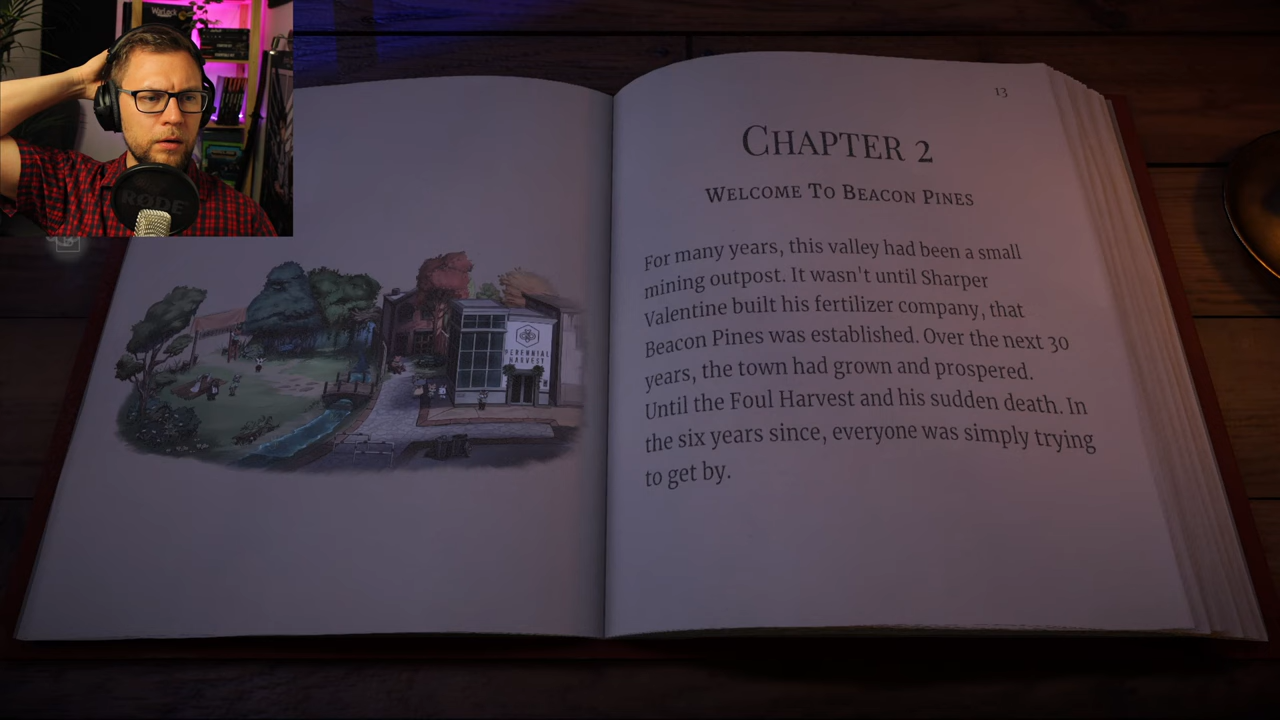 WARLOCK
RØDE
PERENNIAL
HARVEST
13
CHAPTER 2
WELCOME TO BEACON PINES
For many years, this valley had been a small
mining outpost. It wasn't until Sharper
Valentine built his fertilizer company, that
Beacon Pines was established. Over the next 30
years, the town had grown and prospered.
Until the Foul Harvest and his sudden death. In
the six years since, everyone was simply trying
to get by.